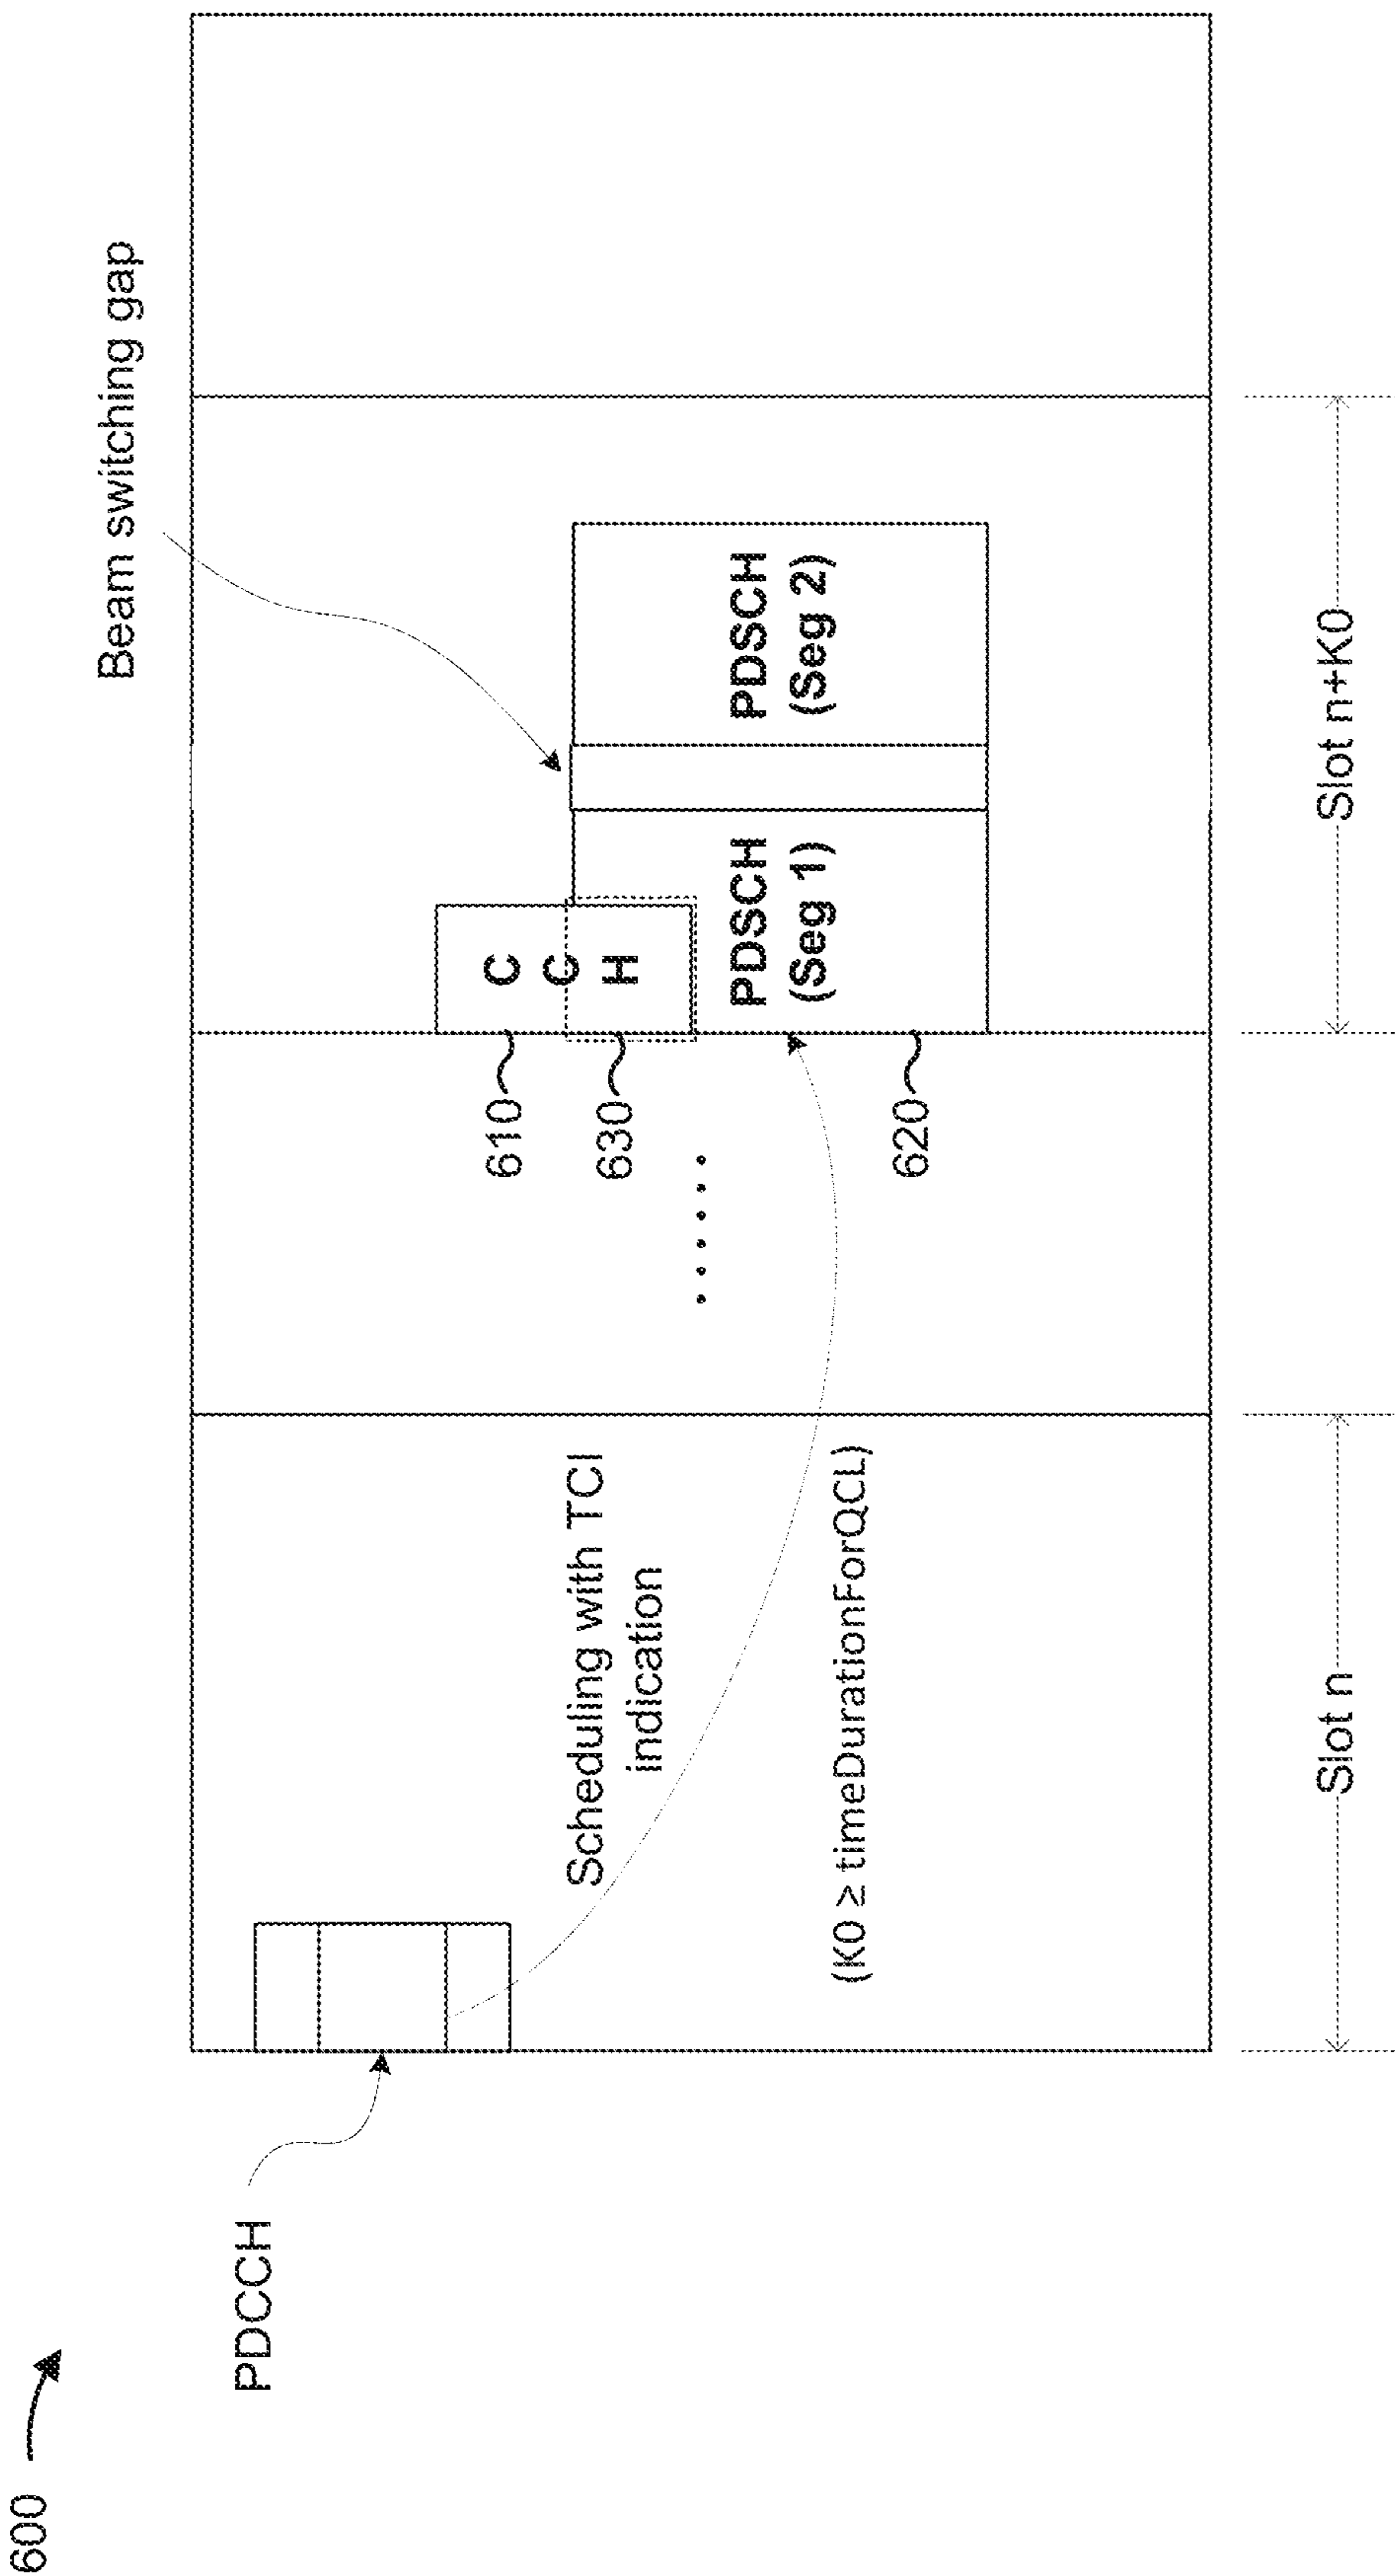 600
Beam switching gap
PDCCH
Scheduling with TCI
indication
(K0 ≥ timeDurationForQCL)
610
630
620
......
C
C
H
PDSCH
(Seg 1)
PDSCH
(Seg 2)
Slot n
Slot n+K0